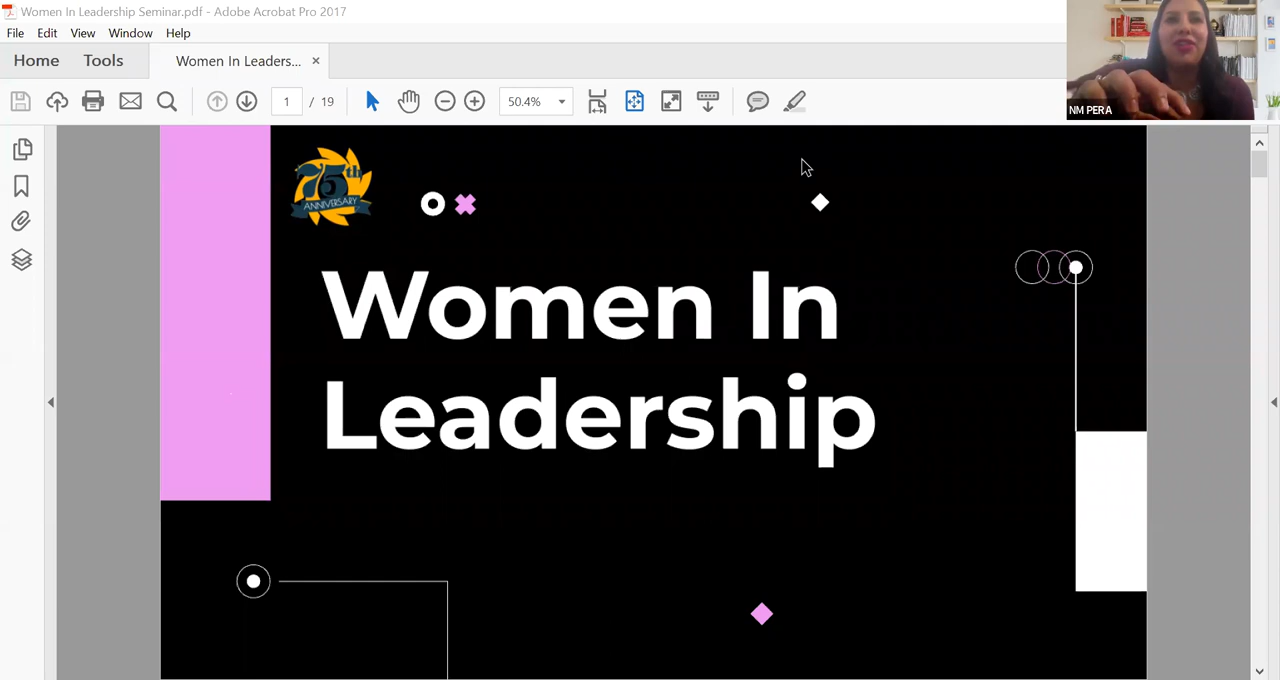 Women In Leadership Seminar.pdf - Adobe Acrobat Pro 2017
File Edit View Window Help
Home Tools Women In Leaders... ×
1 / 19 50.4%
NM PERA
75th
ANNIVERSARY
Women In
Leadership